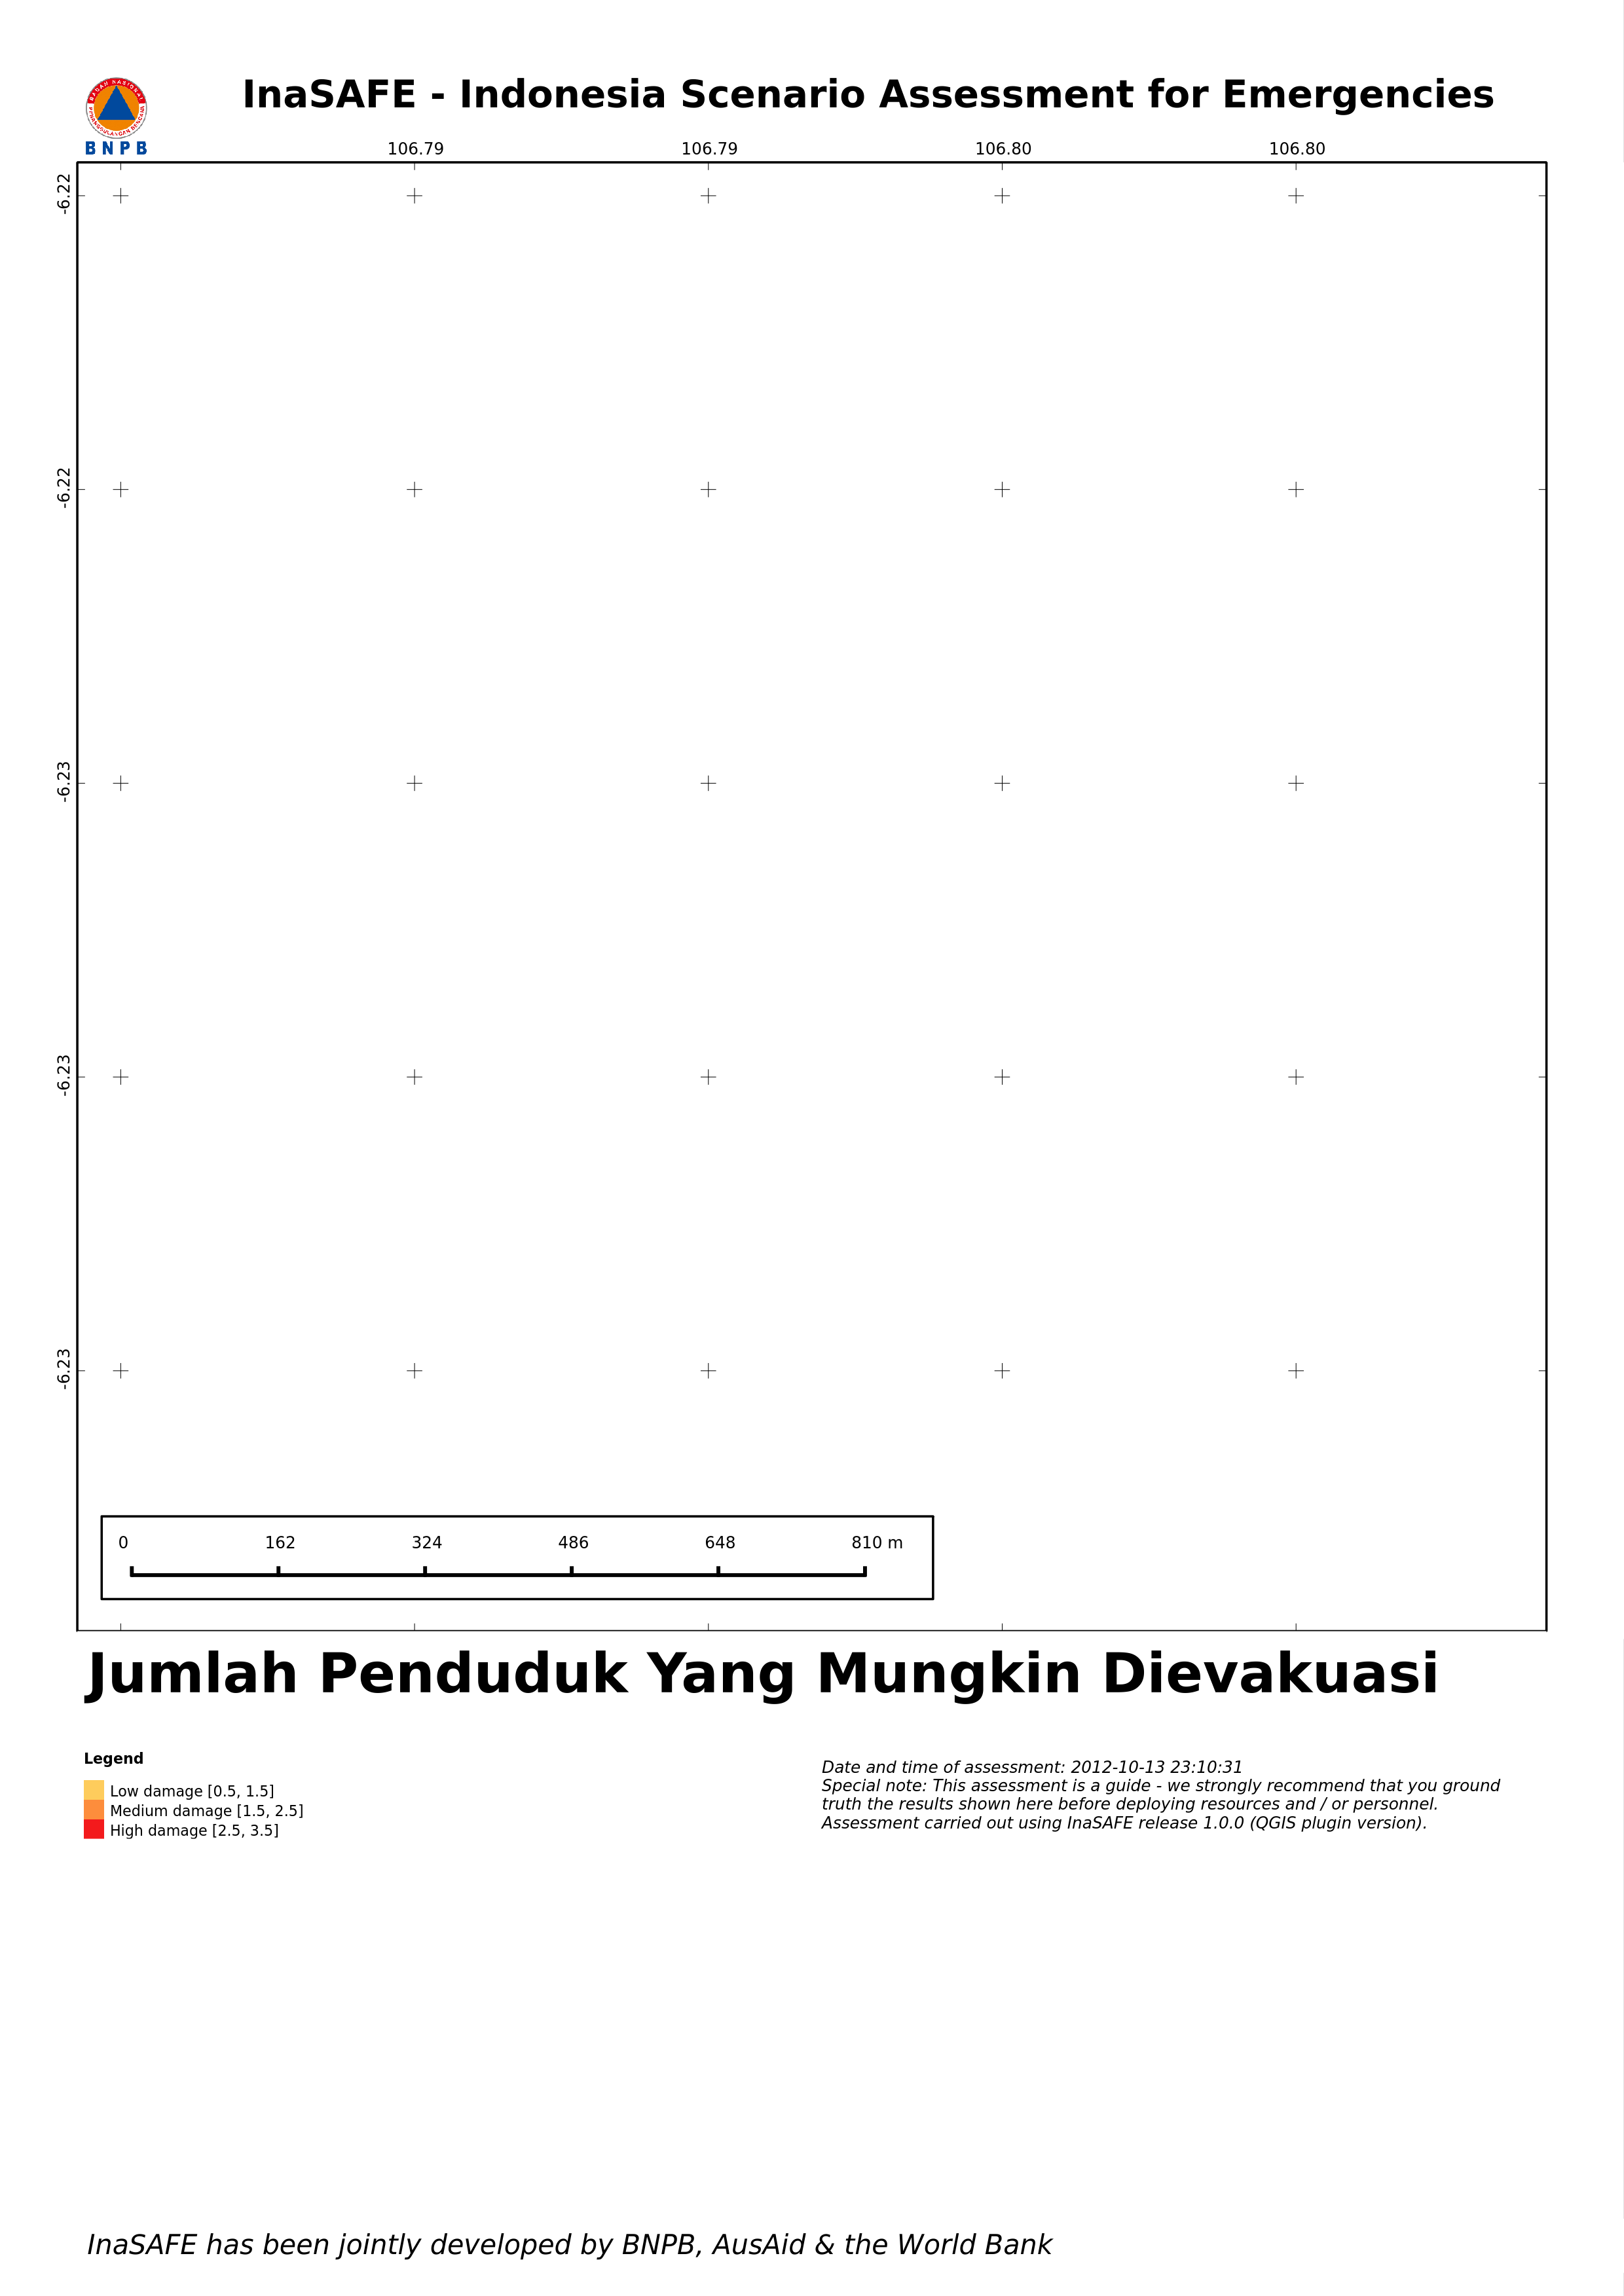 InaSAFE - Indonesia Scenario Assessment for Emergencies
BADAN NASIONAL
PENANGGULANGAN BENCANA
BNPB
106.79 106.79 106.80 106.80
-6.22
-6.22
-6.23
-6.23
-6.23
0 162 324 486 648 810 m
Jumlah Penduduk Yang Mungkin Dievakuasi
Legend
Low damage [0.5, 1.5]
Medium damage [1.5, 2.5]
High damage [2.5, 3.5]
Date and time of assessment: 2012-10-13 23:10:31
Special note: This assessment is a guide - we strongly recommend that you ground
truth the results shown here before deploying resources and / or personnel.
Assessment carried out using InaSAFE release 1.0.0 (QGIS plugin version).
InaSAFE has been jointly developed by BNPB, AusAid & the World Bank